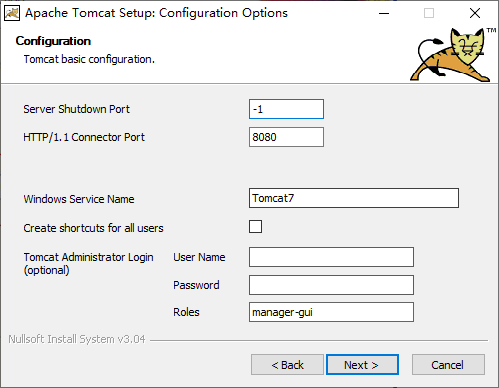 Apache Tomcat Setup: Configuration Options
Configuration
Tomcat basic configuration.
TM
Server Shutdown Port -1
HTTP/1.1 Connector Port 8080
Windows Service Name Tomcat7
Create shortcuts for all users
Tomcat Administrator Login User Name
(optional)
Password
Roles manager-gui
Nullsoft Install System v3.04
< Back Next > Cancel